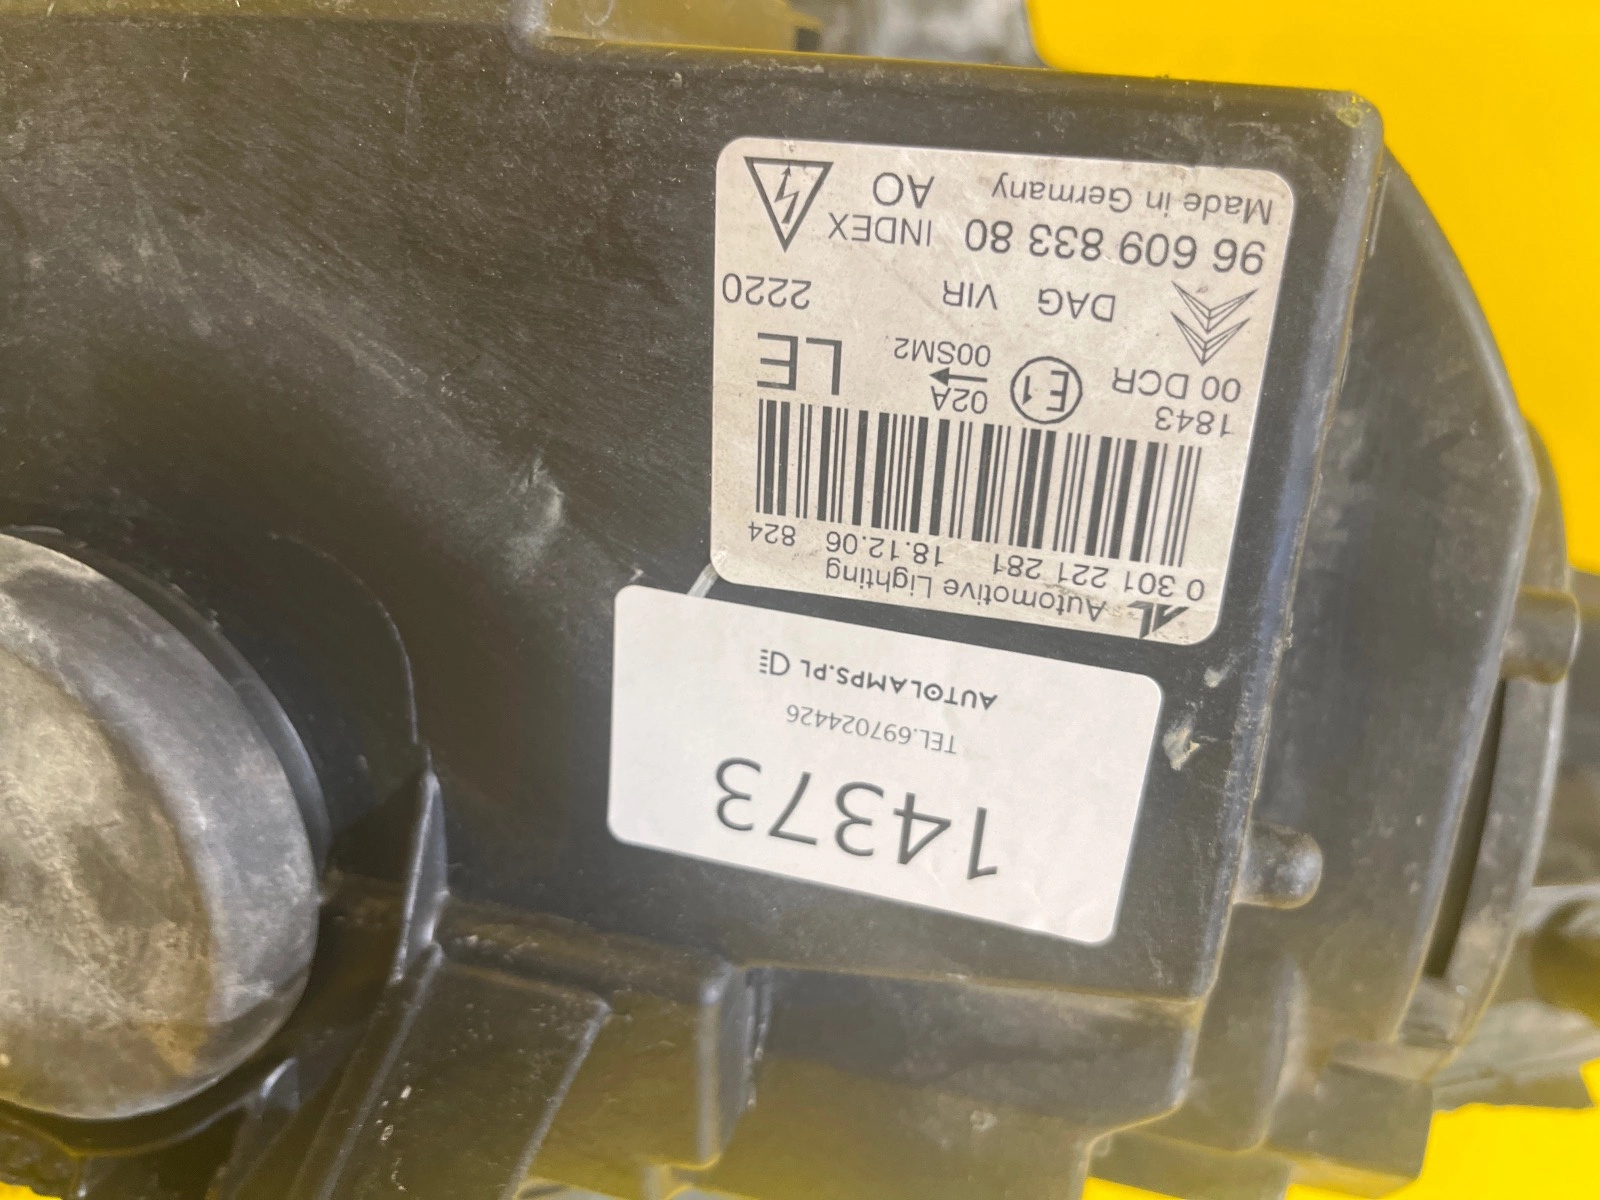 Automotive Lighting
0 301 221 281 18.12.06 824
1843
00 DCR E1 02A LE
00SM2
DAG VIR 2220
96 609 833 80 INDEX
Made in Germany AO
14373
TEL.697024426
AUTOLAMPS.PL